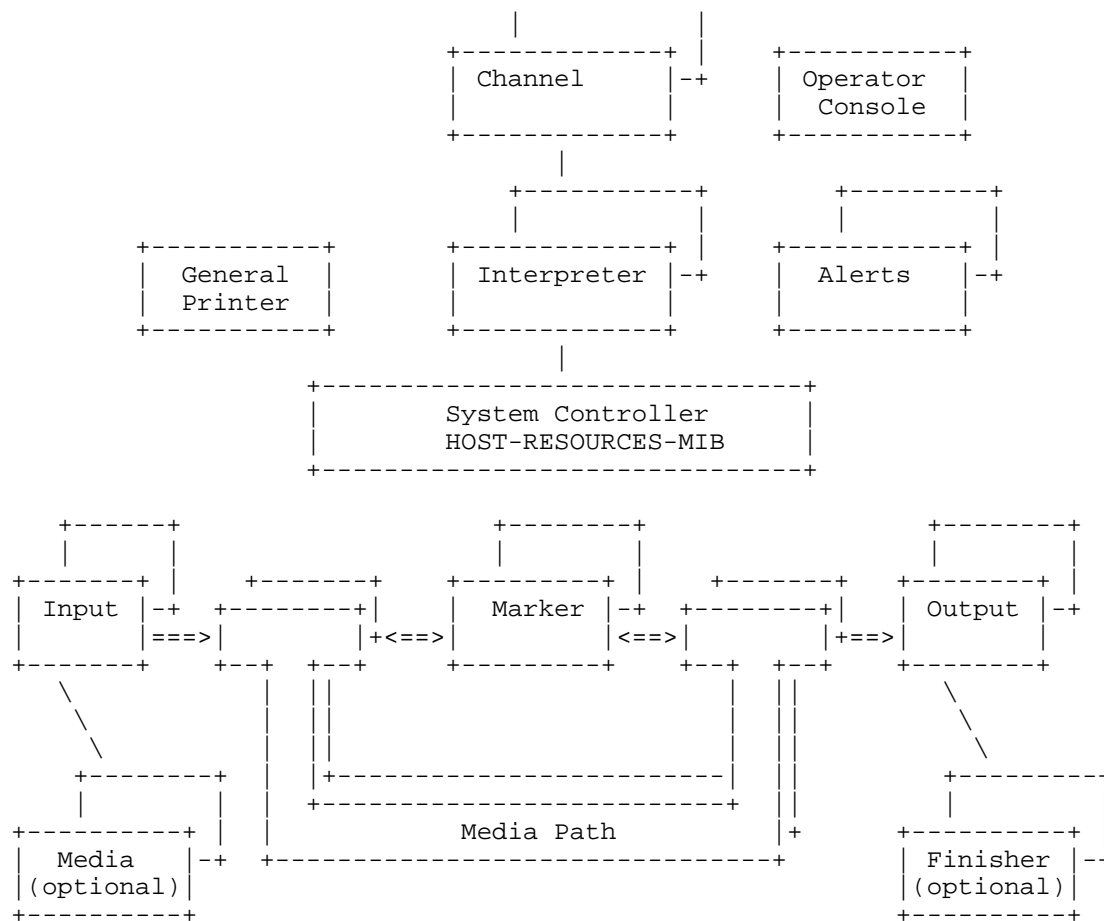 Channel
Operator
Console
General
Printer
Interpreter
Alerts
System Controller
HOST-RESOURCES-MIB
Input
Marker
Output
Media Path
Media
(optional)
Finisher
(optional)